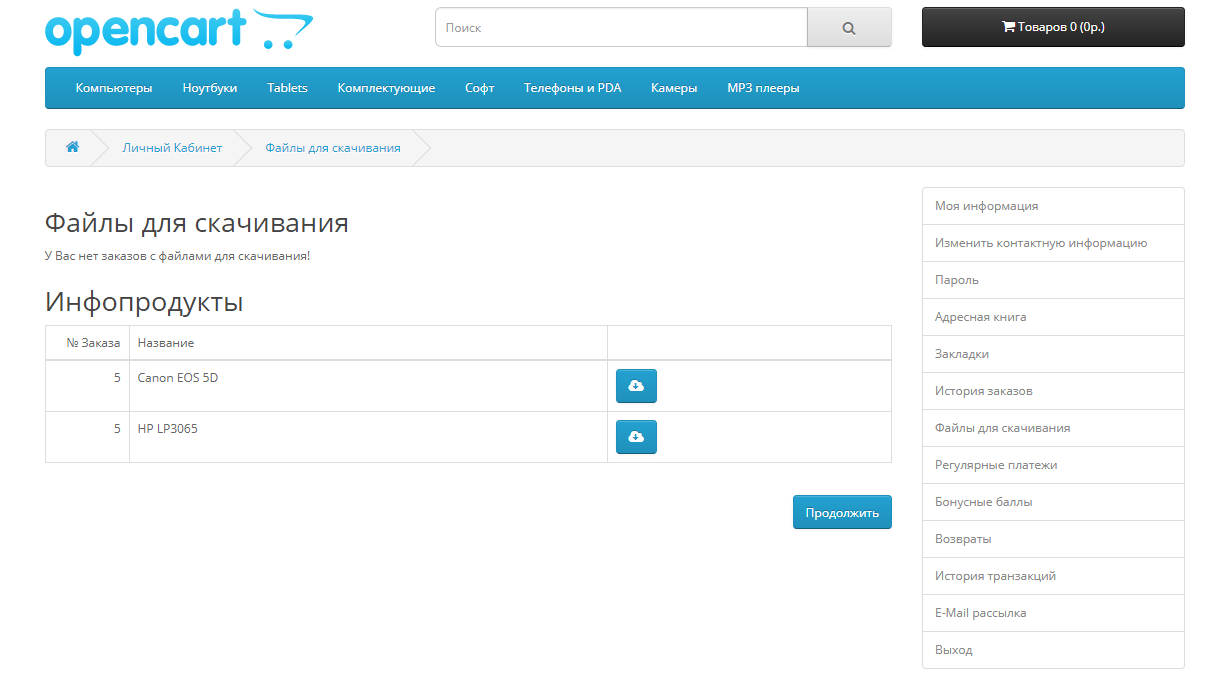 opencart
Поиск
Товаров 0 (0р.)
Компьютеры Ноутбуки Tablets Комплектующие Софт Телефоны и PDA Камеры MP3 плееры
Личный Кабинет Файлы для скачивания
Файлы для скачивания
У Вас нет заказов с файлами для скачивания!
Инфопродукты
№ Заказа Название
5 Canon EOS 5D
5 HP LP3065
Продолжить
Моя информация
Изменить контактную информацию
Пароль
Адресная книга
Закладки
История заказов
Файлы для скачивания
Регулярные платежи
Бонусные баллы
Возвраты
История транзакций
E-Mail рассылка
Выход